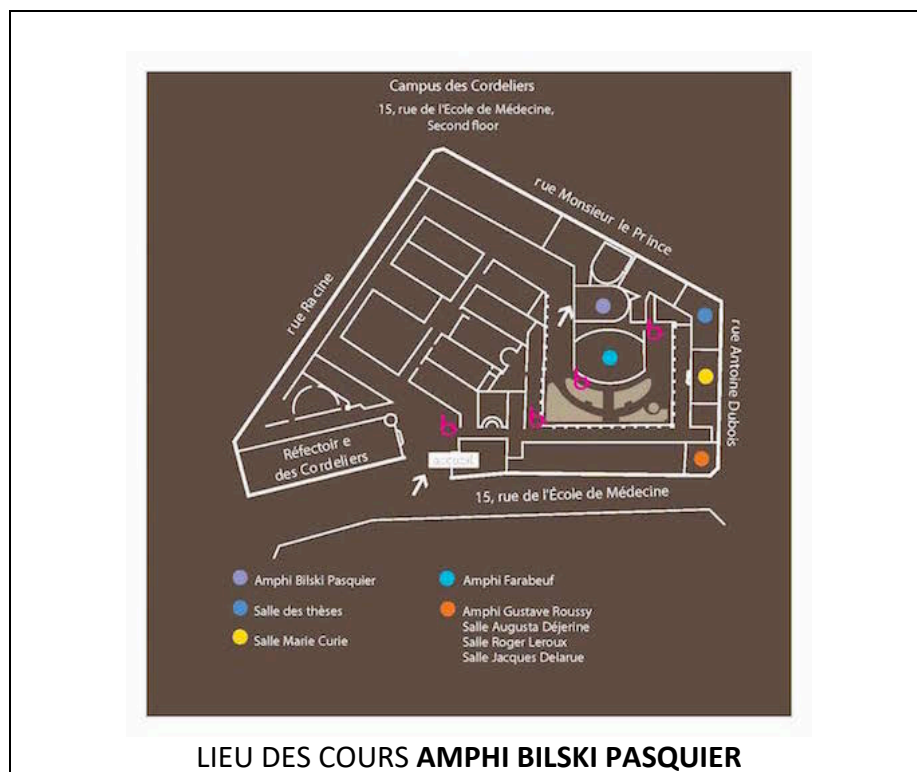 Campus des Cordeliers
15, rue de l'Ecole de Médecine,
Second floor
rue Monsieur le Prince
rue Racine
rue Antoine Dubois
Réfectoir e
des Cordeliers
accueil
15, rue de l'École de Médecine
Amphi Bilski Pasquier
Salle des thèses
Salle Marie Curie
Amphi Farabeuf
Amphi Gustave Roussy
Salle Augusta Déjerine
Salle Roger Leroux
Salle Jacques Delarue
LIEU DES COURS AMPHI BILSKI PASQUIER